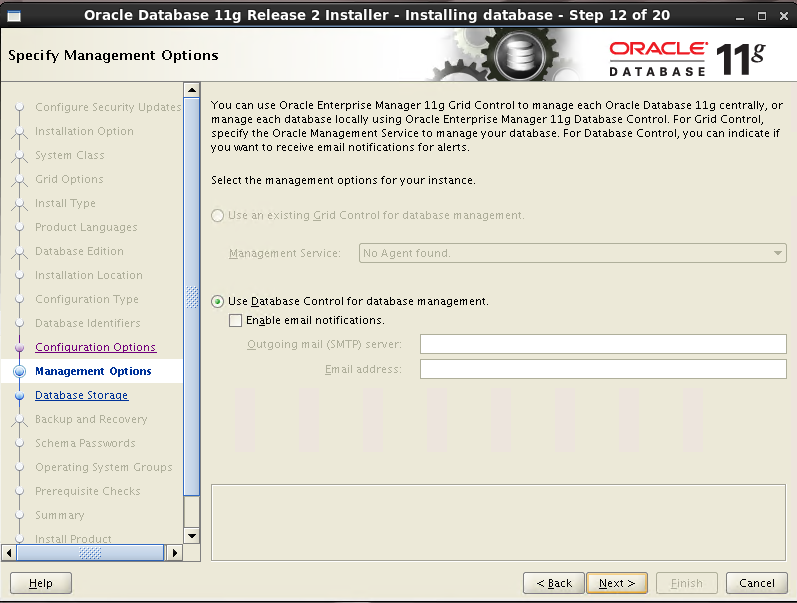 Oracle Database 11g Release 2 Installer - Installing database - Step 12 of 20
Specify Management Options
ORACLE
DATABASE
11g
Configure Security Updates
Installation Option
System Class
Grid Options
Install Type
Product Languages
Database Edition
Installation Location
Configuration Type
Database Identifiers
Configuration Options
Management Options
Database Storage
Backup and Recovery
Schema Passwords
Operating System Groups
Prerequisite Checks
Summary
Install Product
You can use Oracle Enterprise Manager 11g Grid Control to manage each Oracle Database 11g centrally, or
manage each database locally using Oracle Enterprise Manager 11g Database Control. For Grid Control,
specify the Oracle Management Service to manage your database. For Database Control, you can indicate if
you want to receive email notifications for alerts.
Select the management options for your instance.
Use an existing Grid Control for database management.
Management Service: No Agent found.
Use Database Control for database management.
Enable email notifications.
Outgoing mail (SMTP) server:
Email address:
Help
< Back
Next >
Finish
Cancel